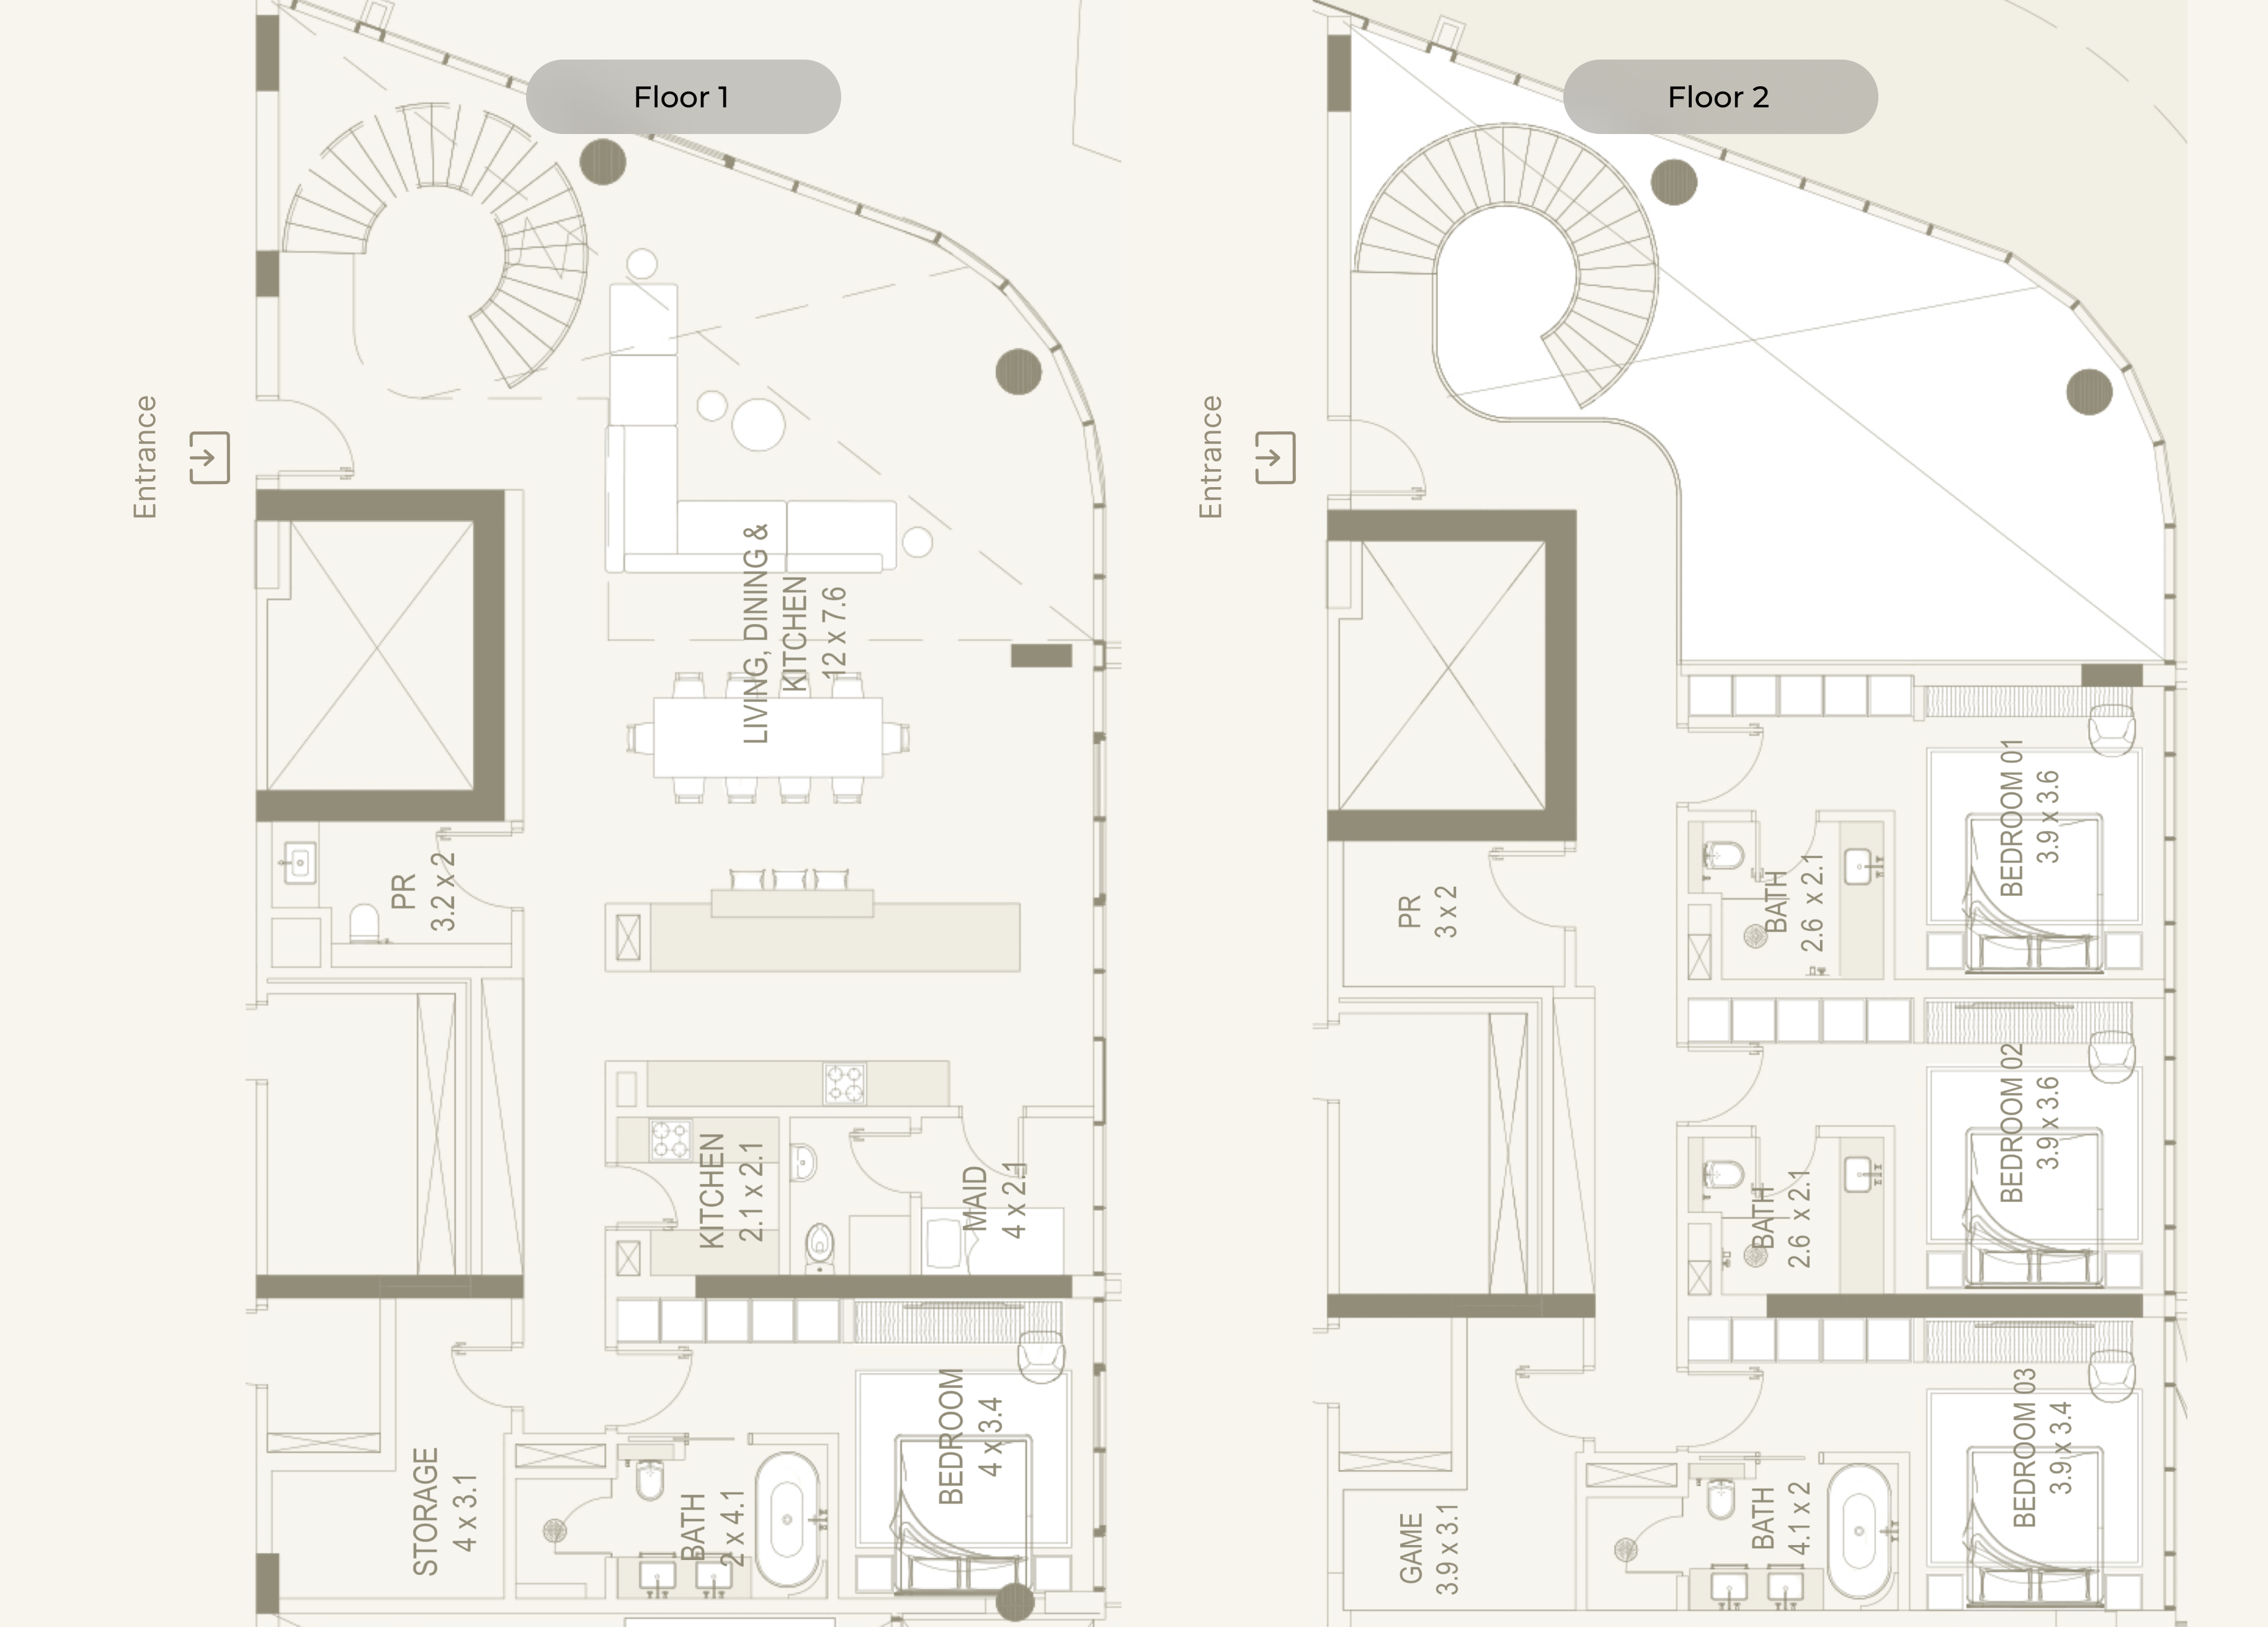 Floor 1
Entrance
LIVING, DINING &
KITCHEN
12 x 7.6
PR
3.2 x 2
KITCHEN
2.1 x 2.1
MAID
4 x 2.1
STORAGE
4 x 3.1
BATH
2 x 4.1
BEDROOM
4 x 3.4
Floor 2
Entrance
PR
3 x 2
BEDROOM 01
3.9 x 3.6
BATH
2.6 x 2.1
BEDROOM 02
3.9 x 3.6
BATH
2.6 x 2.1
GAME
3.9 x 3.1
BATH
4.1 x 2
BEDROOM 03
3.9 x 3.4